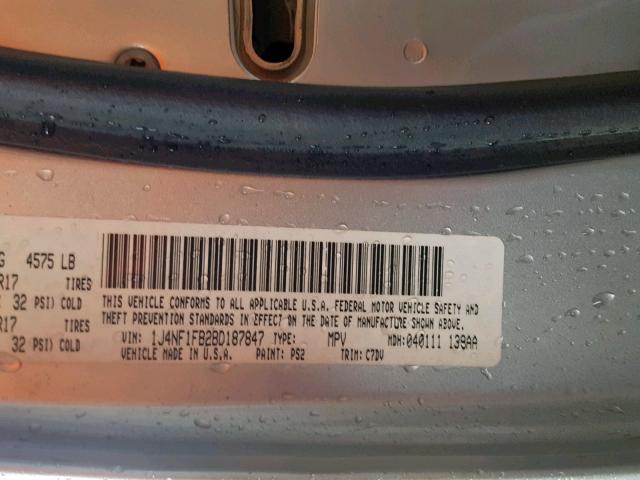 4575 LB
R17 TIRES
32 PSI) COLD
R17 TIRES
32 PSI) COLD
THIS VEHICLE CONFORMS TO ALL APPLICABLE U.S.A. FEDERAL MOTOR VEHICLE SAFETY AND
THEFT PREVENTION STANDARDS IN EFFECT ON THE DATE OF MANUFACTURE SHOWN ABOVE.
VIN: 1J4NF1FB2BD187847 TYPE: MPV MDH:040111 139AA
VEHICLE MADE IN U.S.A. PAINT: PS2 TRIM: C7DV